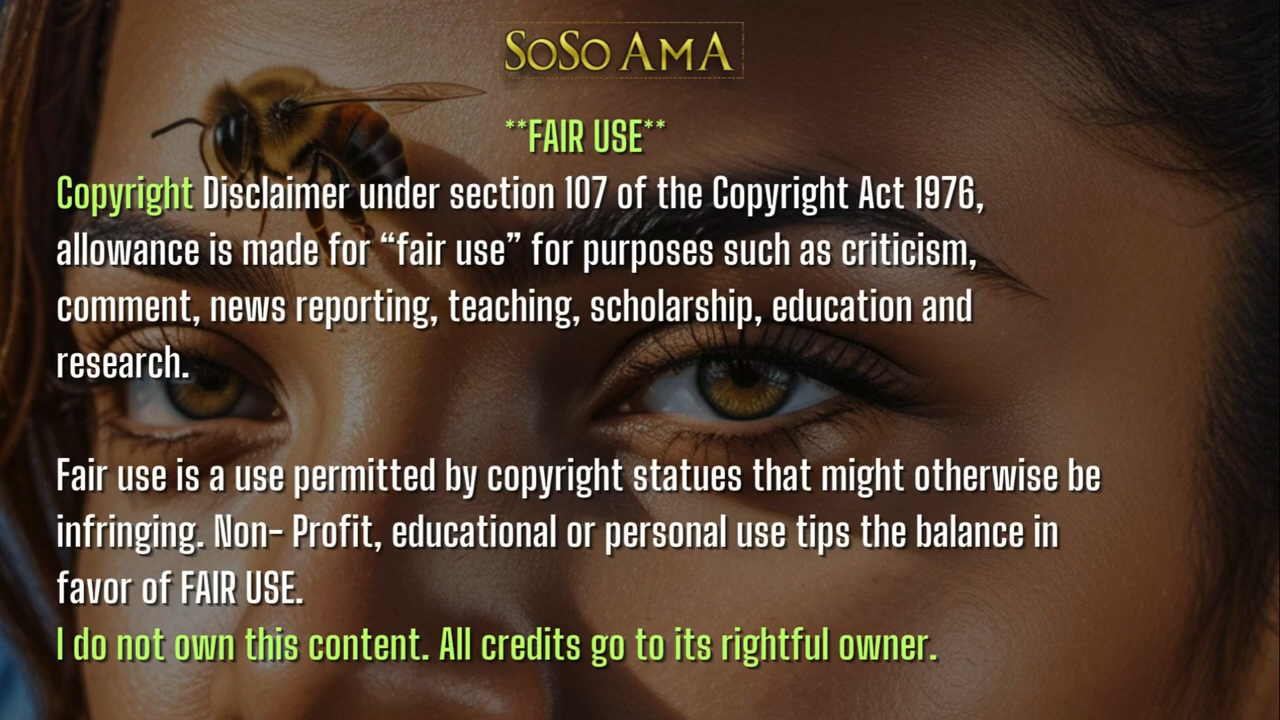 SoSo AmA
**FAIR USE**
Copyright Disclaimer under section 107 of the Copyright Act 1976,
allowance is made for “fair use” for purposes such as criticism,
comment, news reporting, teaching, scholarship, education and
research.
Fair use is a use permitted by copyright statues that might otherwise be
infringing. Non- Profit, educational or personal use tips the balance in
favor of FAIR USE.
I do not own this content. All credits go to its rightful owner.